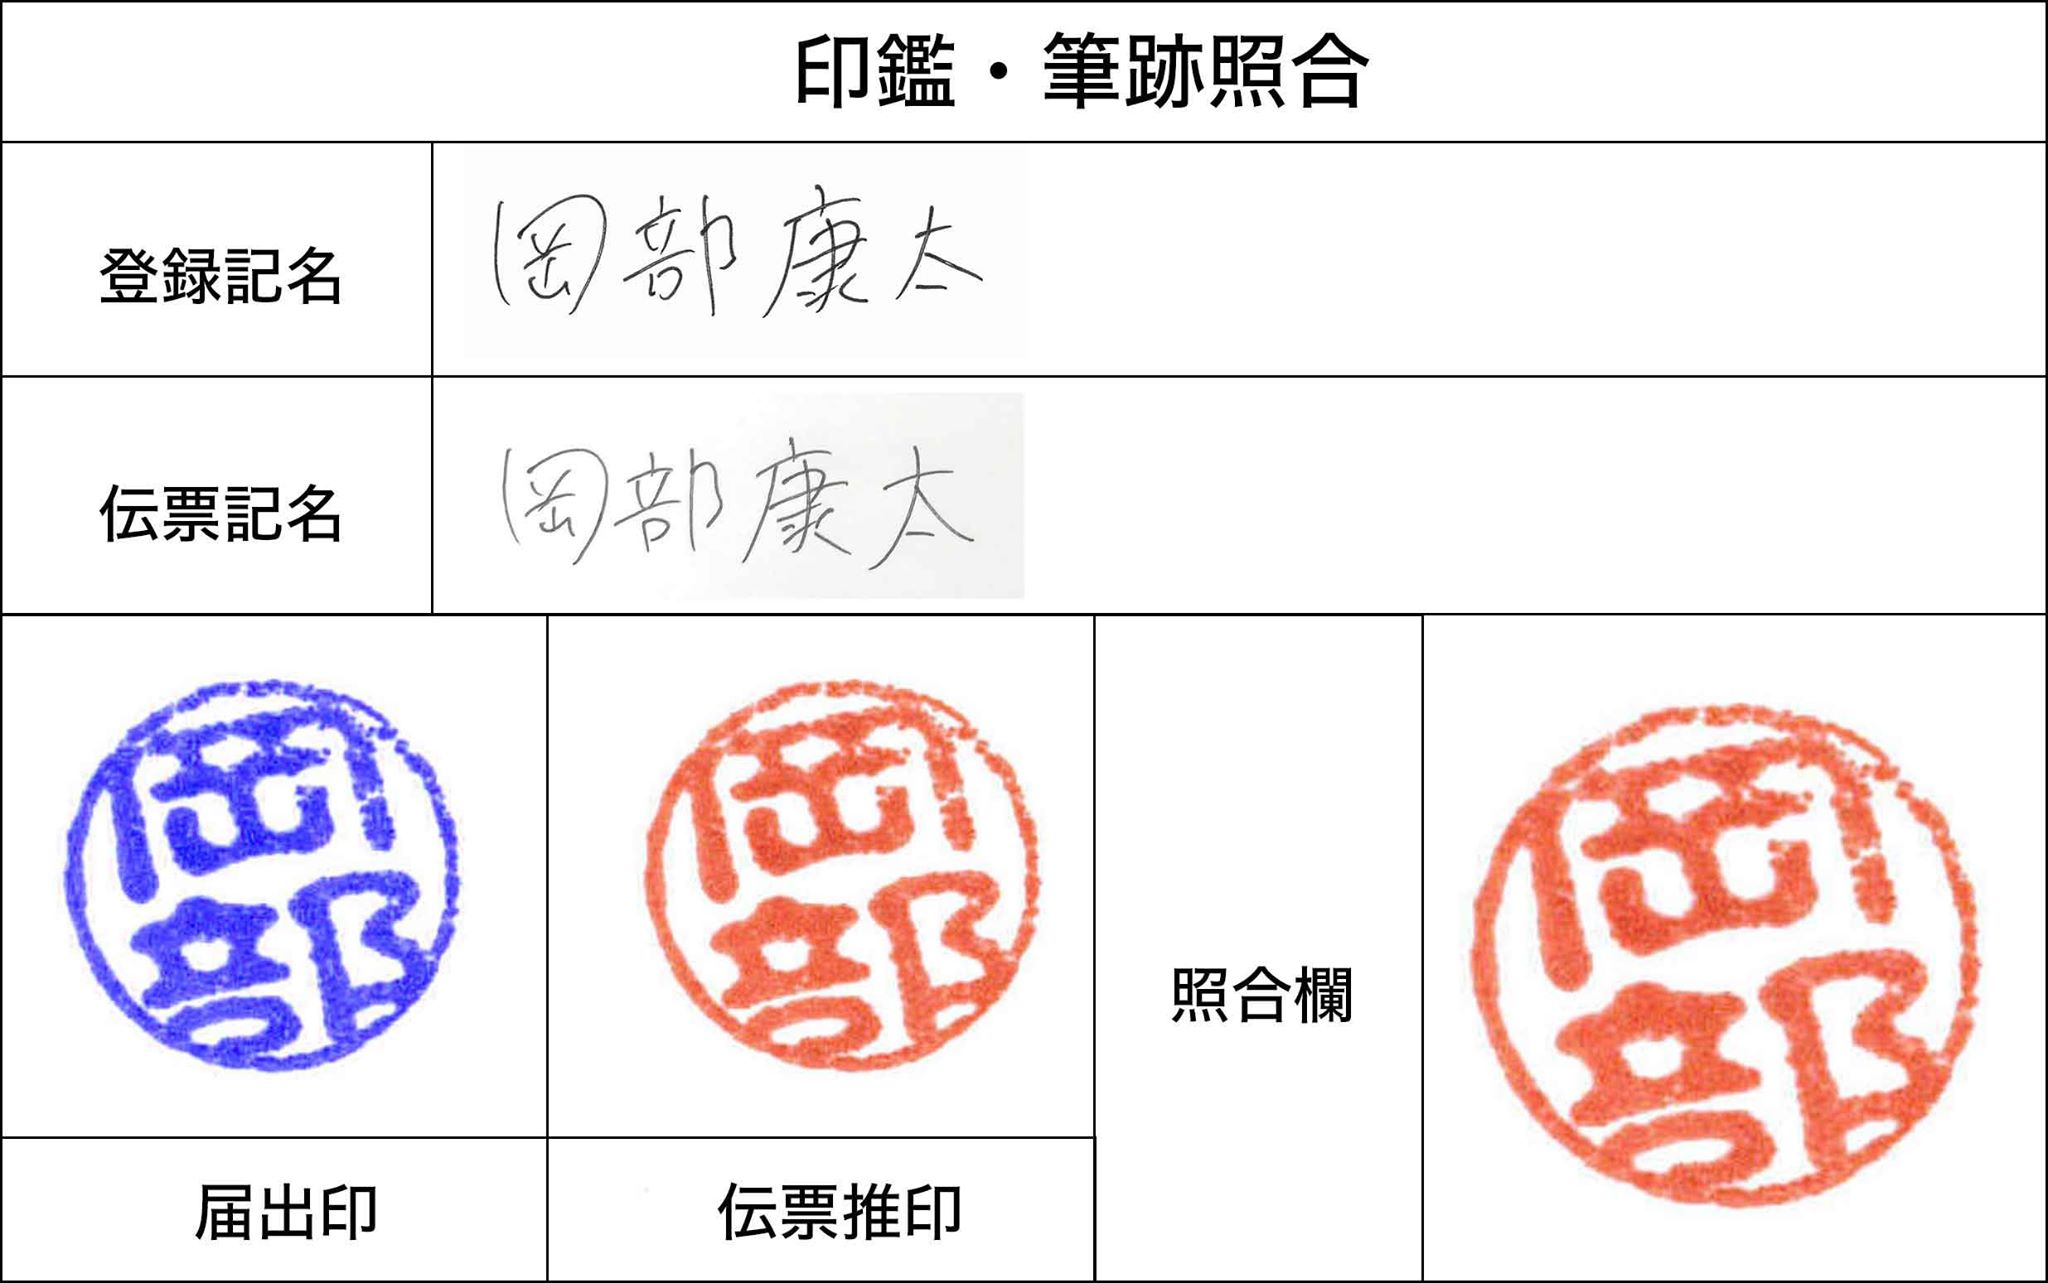 印鑑・筆跡照合
登録記名
岡部康太
伝票記名
岡部康太
岡部
岡部
照合欄
岡部
届出印
伝票推印